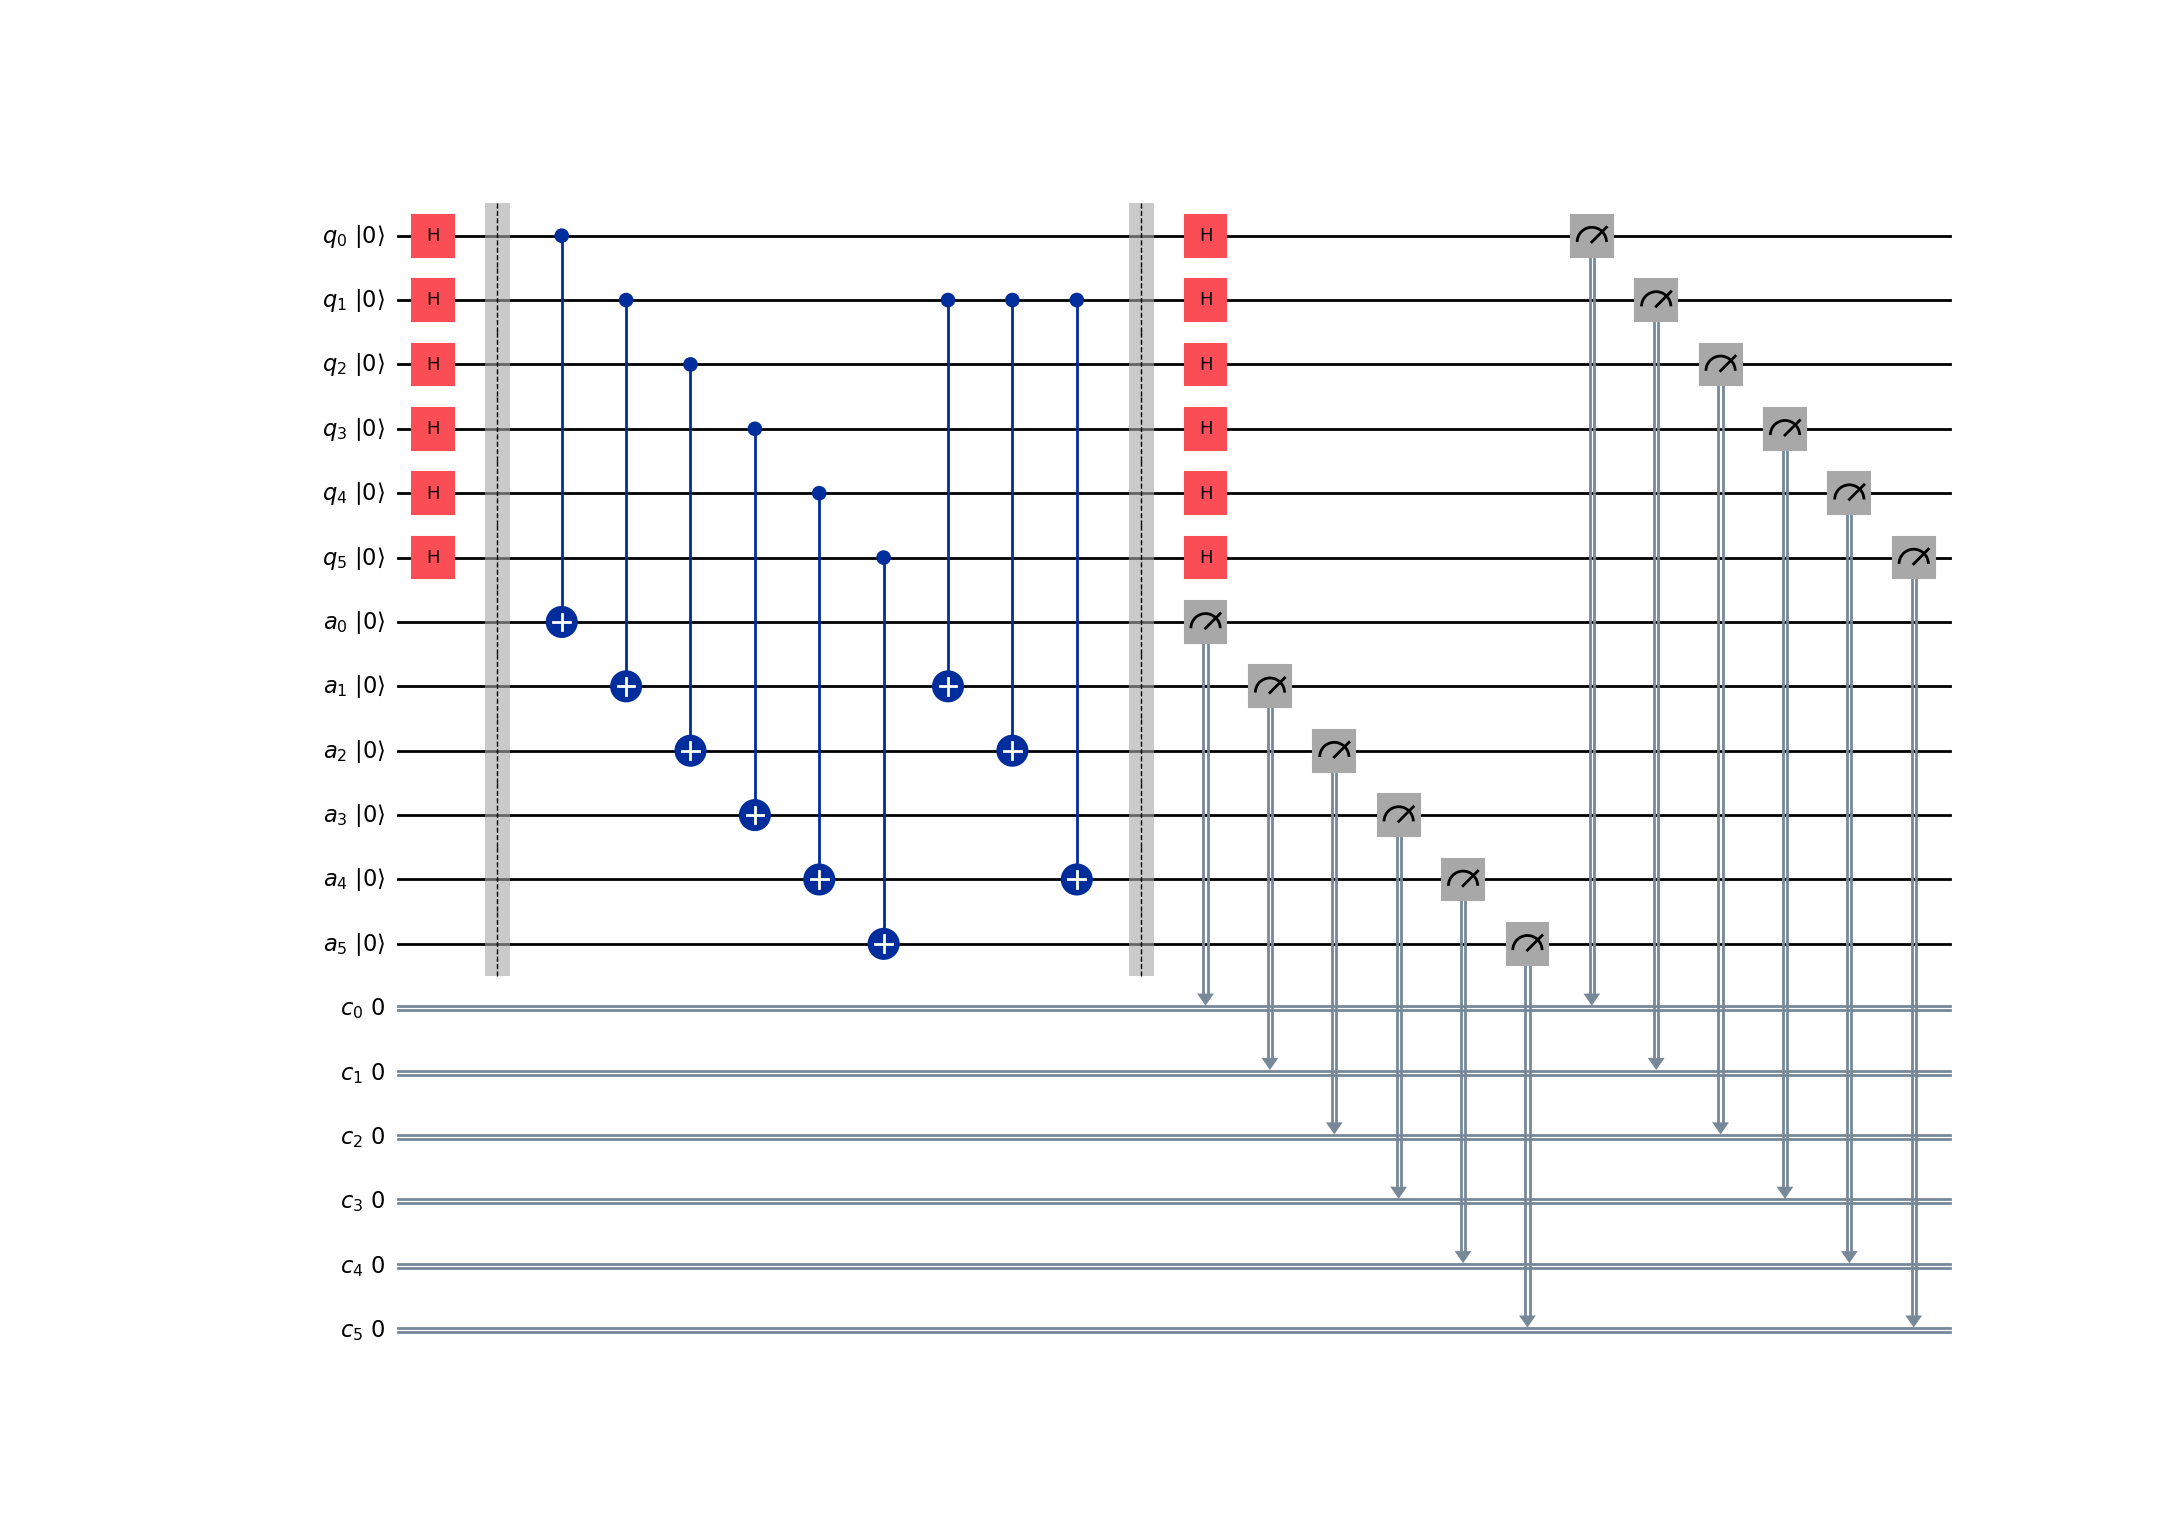 q0 |0⟩ H H
q1 |0⟩ H H
q2 |0⟩ H H
q3 |0⟩ H H
q4 |0⟩ H H
q5 |0⟩ H H
a0 |0⟩
a1 |0⟩
a2 |0⟩
a3 |0⟩
a4 |0⟩
a5 |0⟩
c0 0
c1 0
c2 0
c3 0
c4 0
c5 0